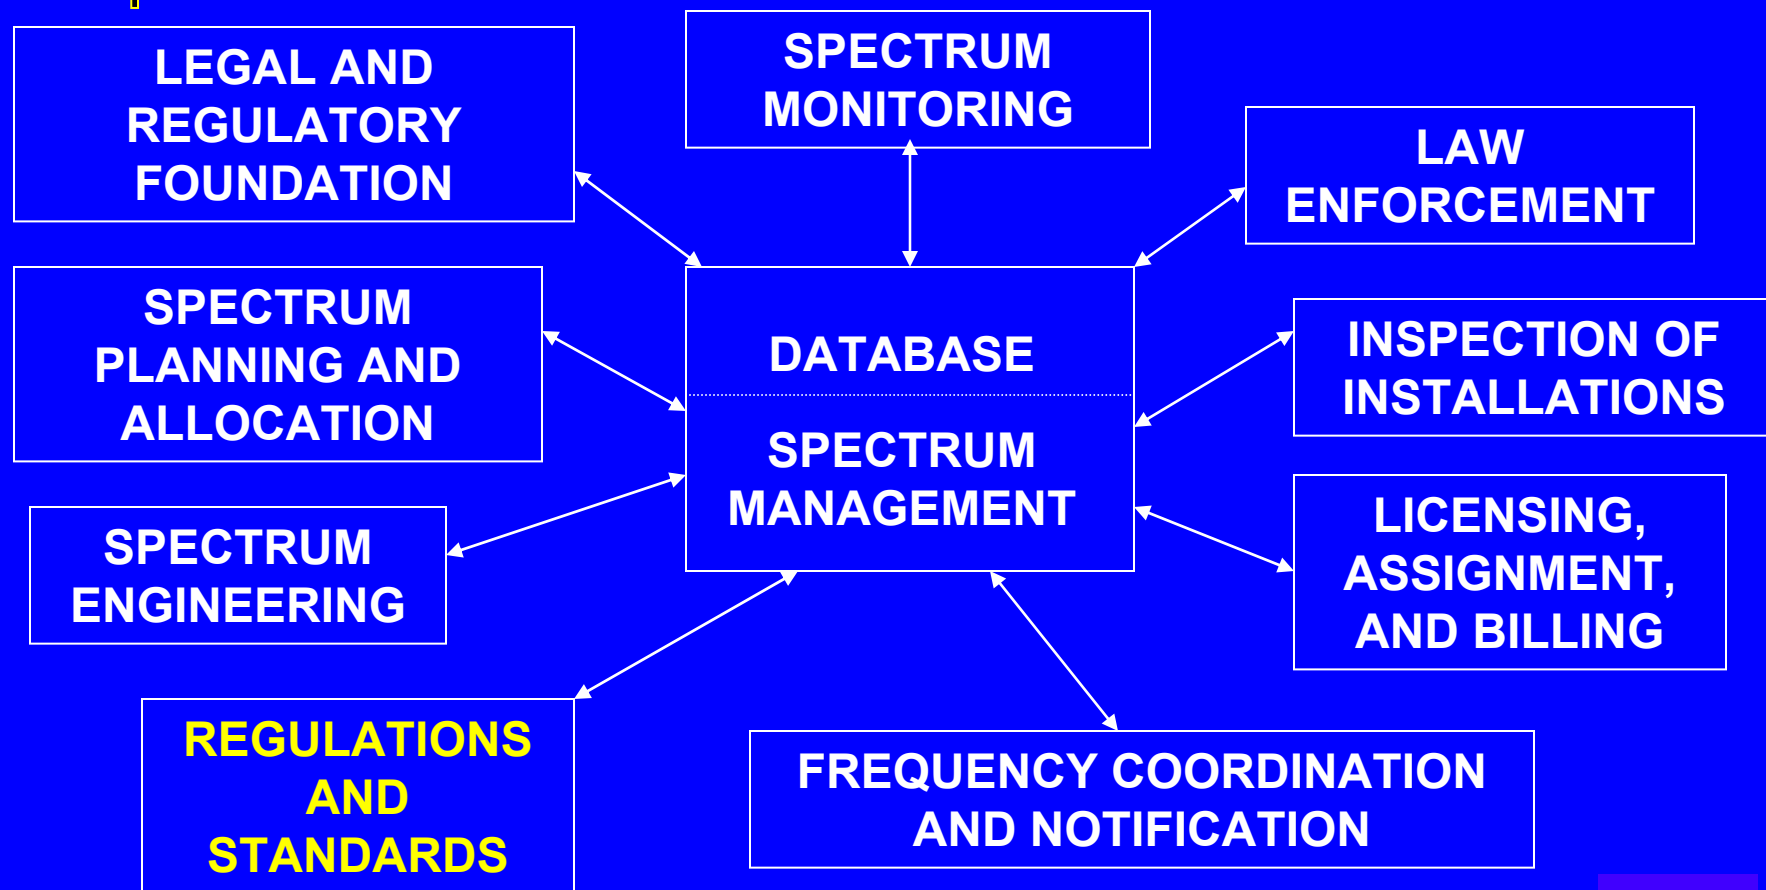 LEGAL AND
REGULATORY
FOUNDATION
SPECTRUM
MONITORING
LAW
ENFORCEMENT
SPECTRUM
PLANNING AND
ALLOCATION
DATABASE
SPECTRUM
MANAGEMENT
INSPECTION OF
INSTALLATIONS
SPECTRUM
ENGINEERING
LICENSING,
ASSIGNMENT,
AND BILLING
REGULATIONS
AND
STANDARDS
FREQUENCY COORDINATION
AND NOTIFICATION